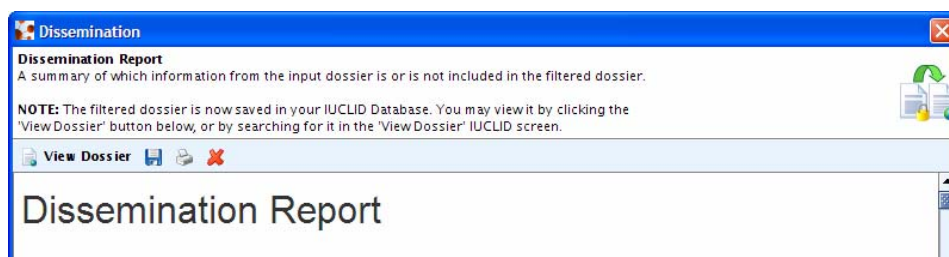 Dissemination
Dissemination Report
A summary of which information from the input dossier is or is not included in the filtered dossier.
NOTE: The filtered dossier is now saved in your IUCLID Database. You may view it by clicking the
'View Dossier' button below, or by searching for it in the 'View Dossier' IUCLID screen.
View Dossier
Dissemination Report